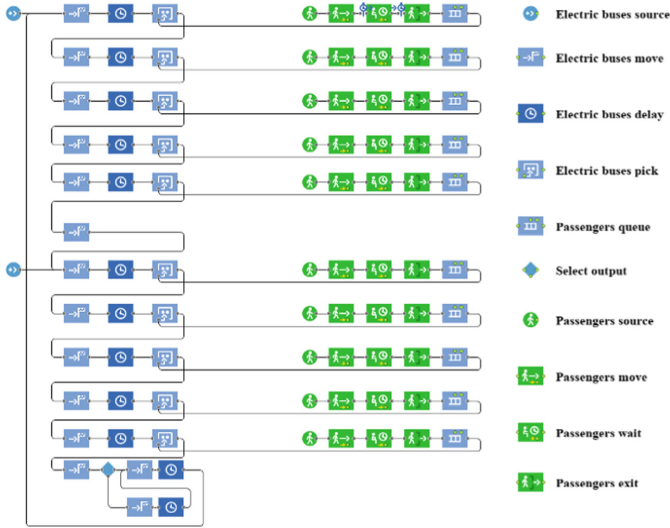 Electric buses source
Electric buses move
Electric buses delay
Electric buses pick
Passengers queue
Select output
Passengers source
Passengers move
Passengers wait
Passengers exit